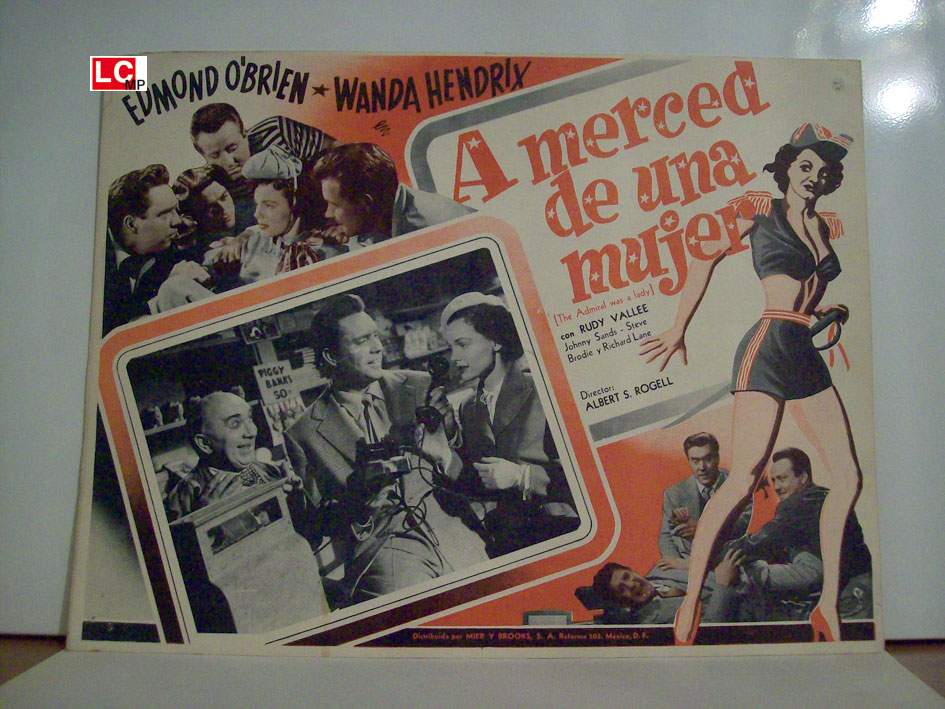 LC
MP
EDMOND O'BRIEN ★ WANDA HENDRIX
A merced
de una
mujer
[The Admiral was a lady]
con RUDY VALLEE
Johnny Sands - Steve
Brodie y Richard Lane
Director:
ALBERT S. ROGELL
PIGGY
BANKS
50¢
Distribuida por MIER Y BROOKS, S. A. Reforma 502. Mexico, D. F.